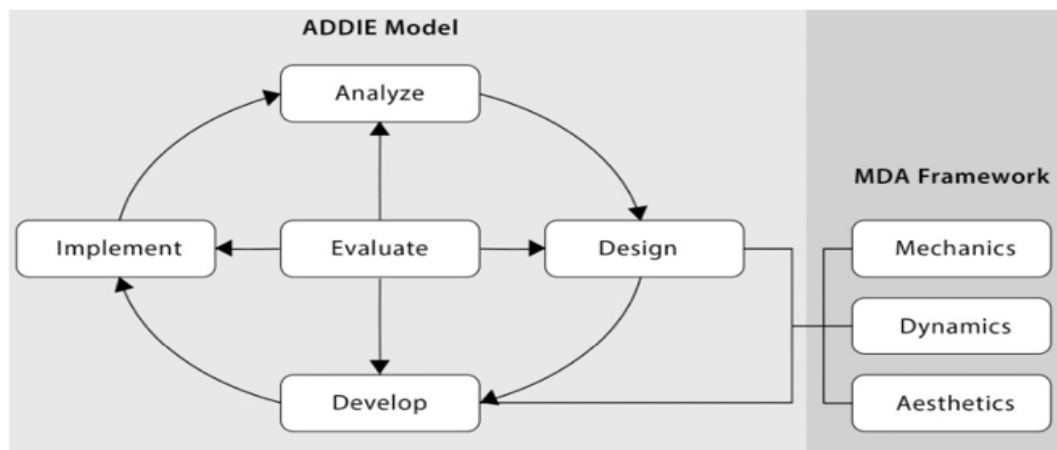 ADDIE Model
Analyze
MDA Framework
Implement
Evaluate
Design
Mechanics
Dynamics
Develop
Aesthetics